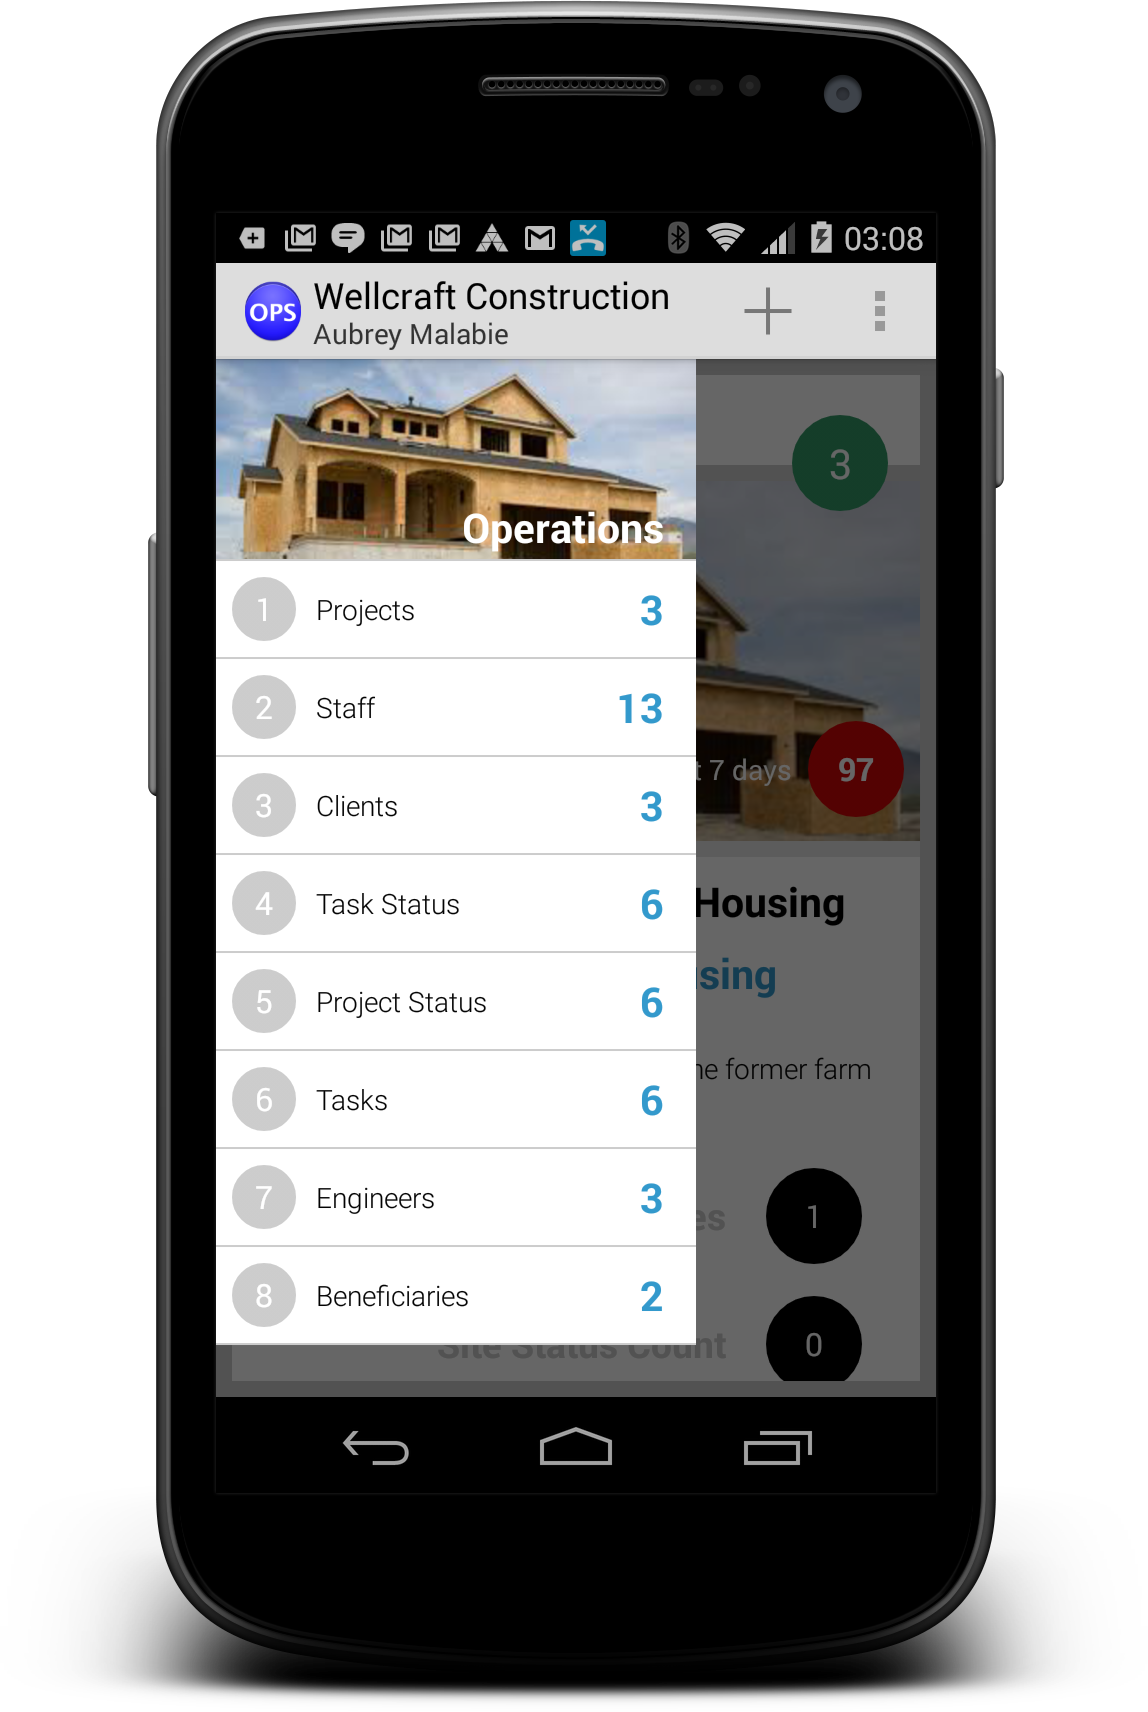 03:08
OPS
Wellcraft Construction
Aubrey Malabie
3
Operations
1 Projects 3
2 Staff 13
7 days 97
3 Clients 3
4 Task Status 6
Housing
5 Project Status 6
former farm
6 Tasks 6
7 Engineers 3
1
8 Beneficiaries 2
Site Status Count 0